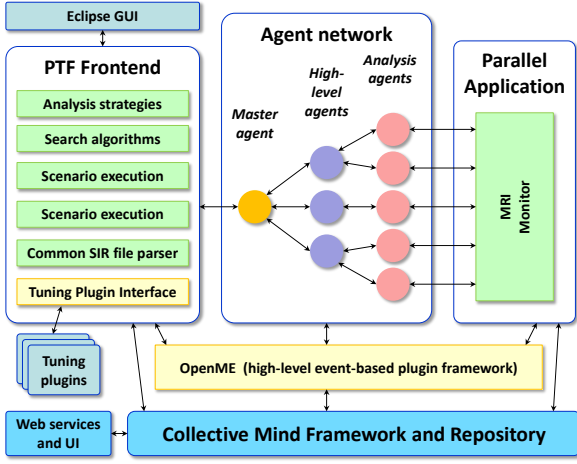 Eclipse GUI
PTF Frontend
Analysis strategies
Search algorithms
Scenario execution
Scenario execution
Common SIR file parser
Tuning Plugin Interface
Tuning
plugins
Agent network
Master
agent
High-
level
agents
Analysis
agents
Parallel
Application
MRI
Monitor
OpenME (high-level event-based plugin framework)
Web services
and UI
Collective Mind Framework and Repository